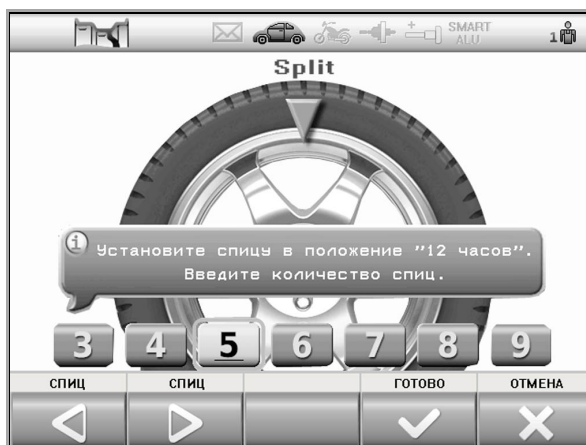 SMART
ALU
1
Split
i
Установите спицу в положение "12 часов".
Введите количество спиц.
3 4 5 6 7 8 9
СПИЦ СПИЦ ГОТОВО ОТМЕНА